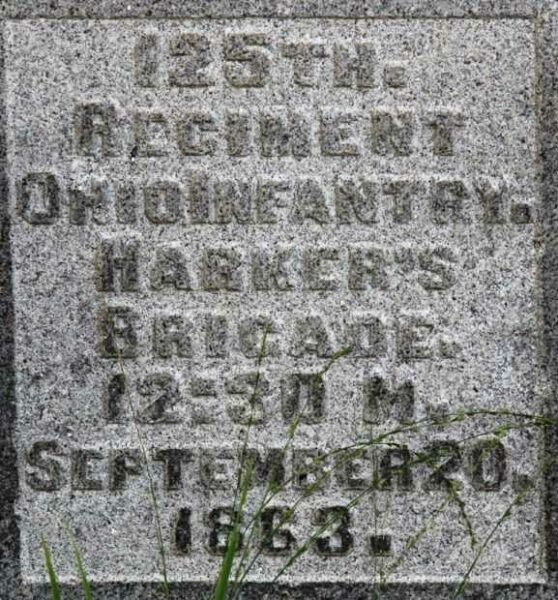 125TH.
REGIMENT
OHIO INFANTRY.
HARKER'S
BRIGADE.
12:30 M.
SEPTEMBER 20.
1863.